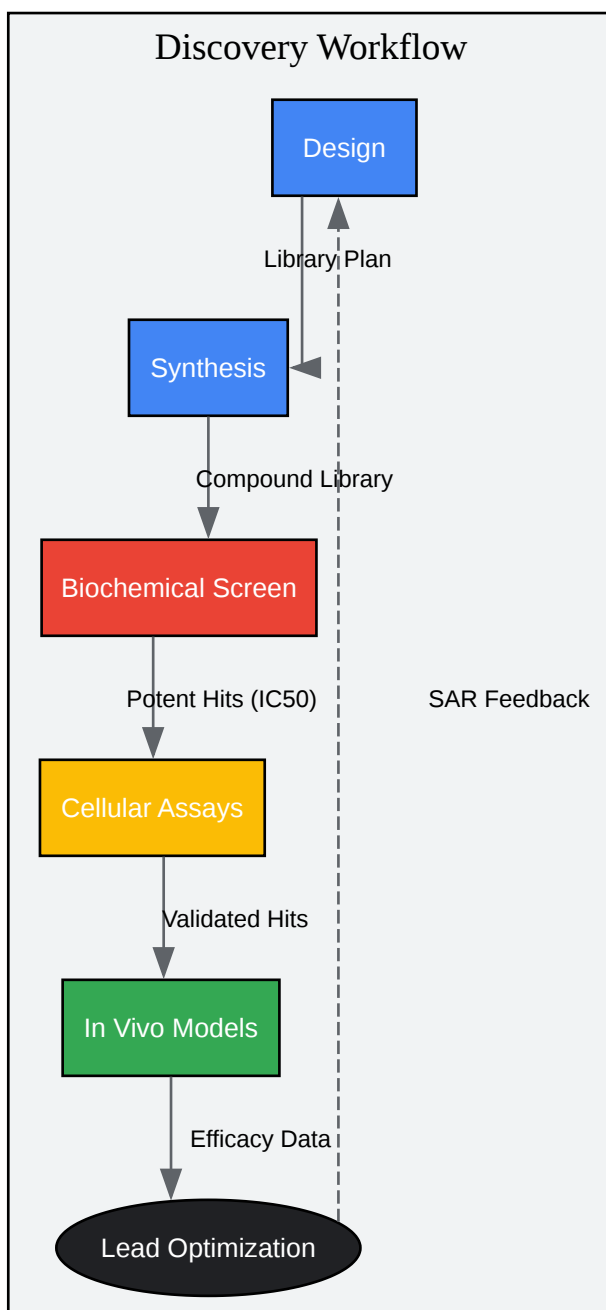 Discovery Workflow
Design
Library Plan
Synthesis
Compound Library
Biochemical Screen
Potent Hits (IC50)
SAR Feedback
Cellular Assays
Validated Hits
In Vivo Models
Efficacy Data
Lead Optimization